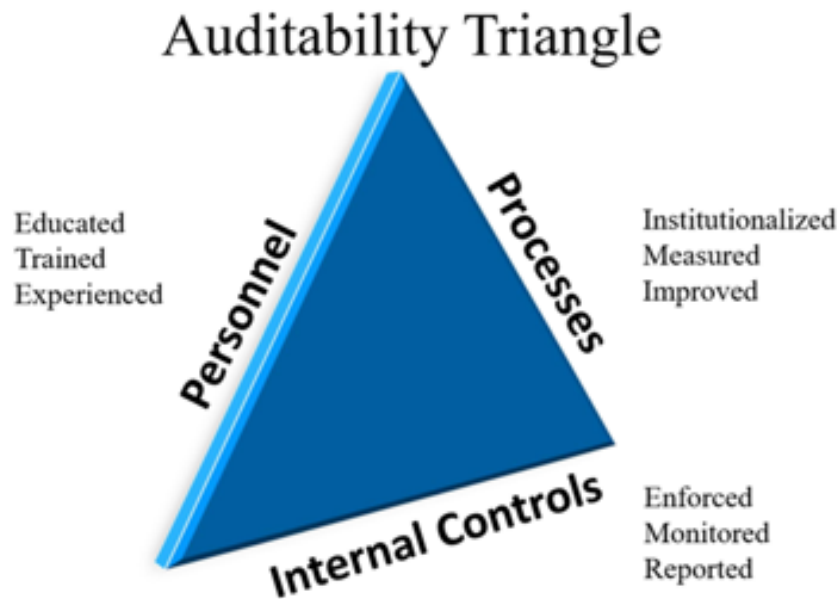 Auditability Triangle
Educated
Trained
Experienced
Personnel
Processes
Institutionalized
Measured
Improved
Internal Controls
Enforced
Monitored
Reported